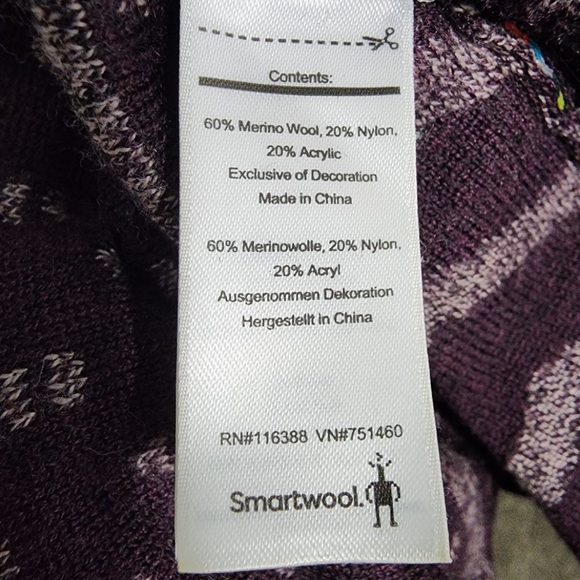 Contents:
60% Merino Wool, 20% Nylon,
20% Acrylic
Exclusive of Decoration
Made in China
60% Merinowolle, 20% Nylon,
20% Acryl
Ausgenommen Dekoration
Hergestellt in China
RN#116388 VN#751460
Smartwool.